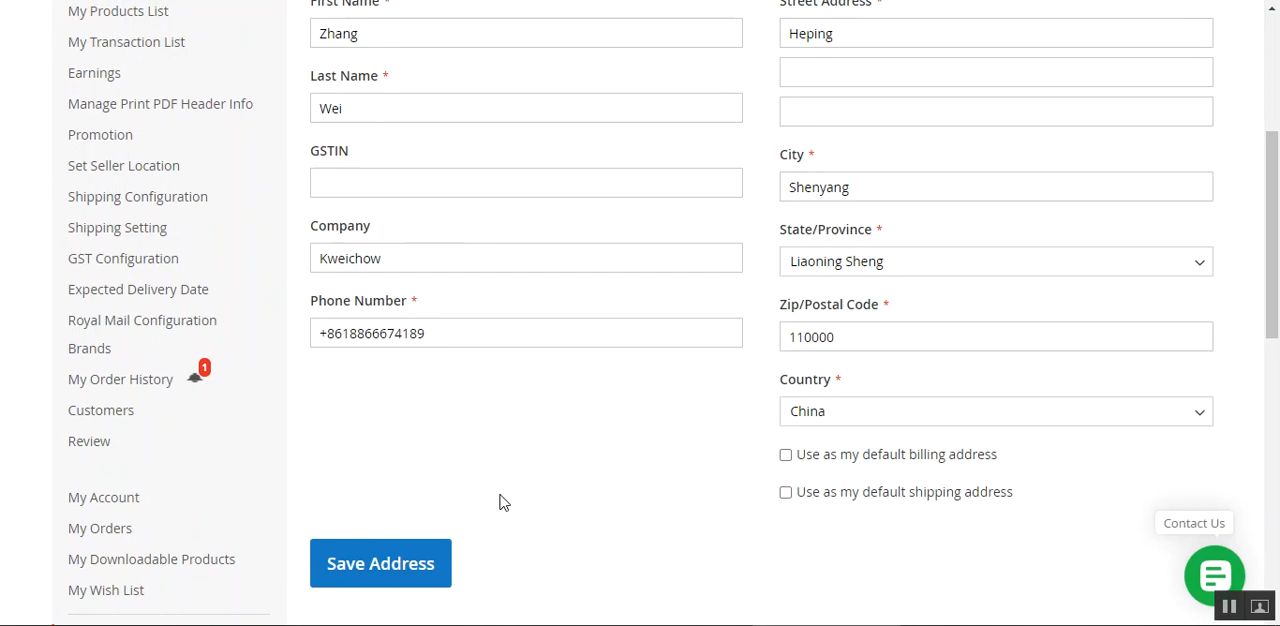 My Products List
My Transaction List
Earnings
Manage Print PDF Header Info
Promotion
Set Seller Location
Shipping Configuration
Shipping Setting
GST Configuration
Expected Delivery Date
Royal Mail Configuration
Brands
My Order History 1
Customers
Review
My Account
My Orders
My Downloadable Products
My Wish List
First Name *
Zhang
Last Name *
Wei
GSTIN
Company
Kweichow
Phone Number *
+8618866674189
Save Address
Street Address *
Heping
City *
Shenyang
State/Province *
Liaoning Sheng
Zip/Postal Code *
110000
Country *
China
Use as my default billing address
Use as my default shipping address
Contact Us